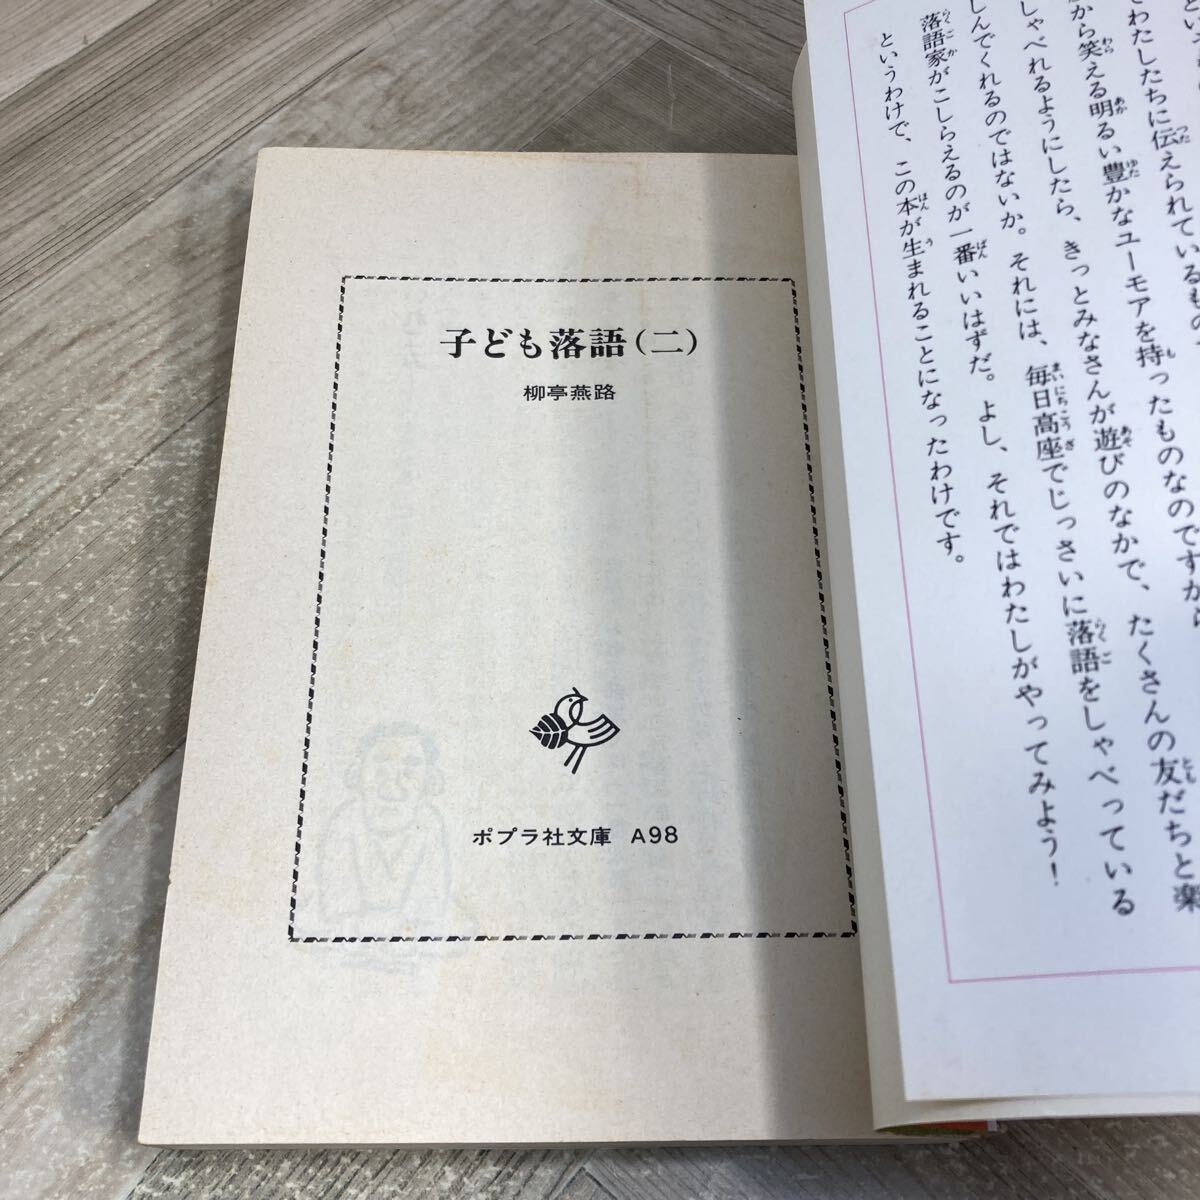 子ども落語(二)
柳亭燕路
ポプラ社文庫 A98
とい
てわたしたちに伝えられているもの、
から笑える明るい豊かなユーモアを持ったものなのですから
しゃべれるようにしたら、きっとみなさんが遊びのなかで、たくさんの友だちと楽
しんでくれるのではないか。それには、毎日高座でじっさいに落語をしゃべっている
落語家がこしらえるのが一番いいはずだ。よし、それではわたしがやってみよう！
というわけで、この本が生まれることになったわけです。